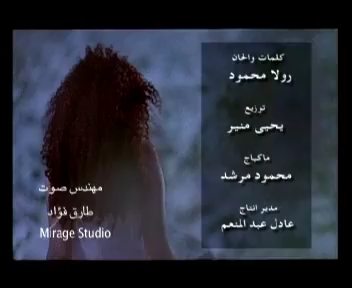 كلمات والحان
رولا محمود
توزيع
يحيى منير
ماكياج
محمود مرشد
مدير انتاج
عادل عبد المنعم
مهندس صوت
طارق فؤاد
Mirage Studio